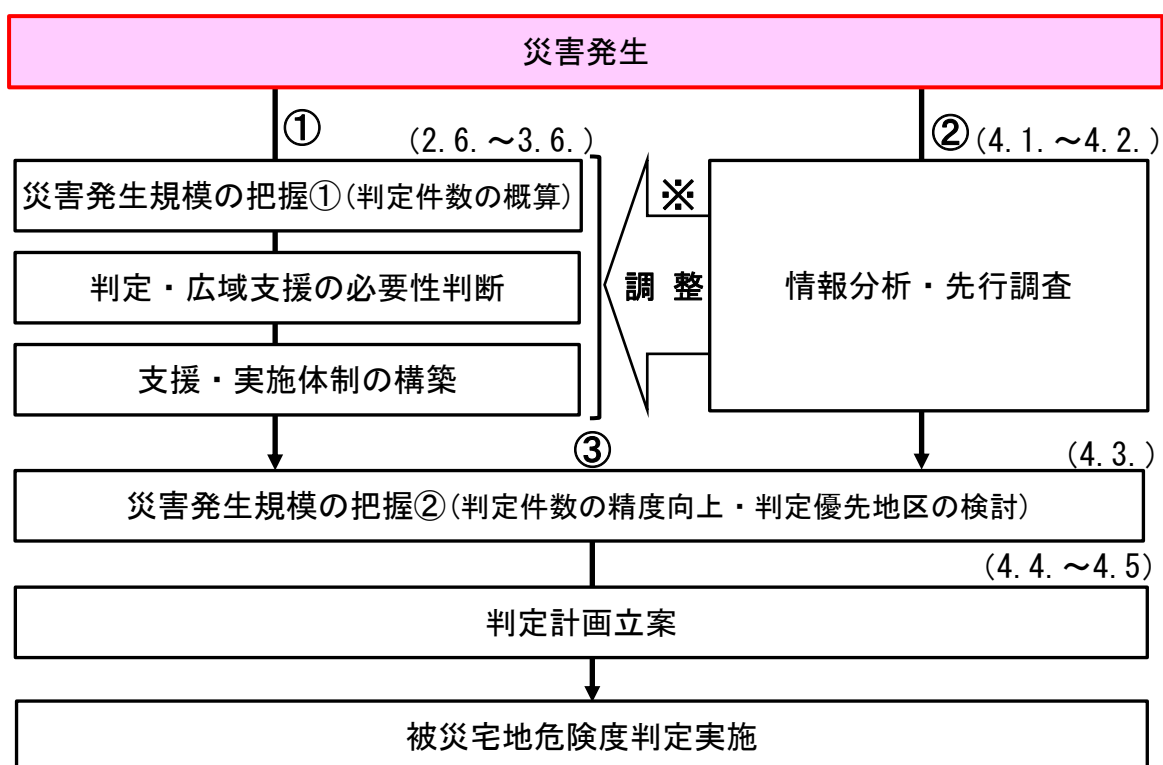 災害発生
①
(2.6.～3.6.)
②(4.1.～4.2.)
災害発生規模の把握①(判定件数の概算)
判定・広域支援の必要性判断
支援・実施体制の構築
※
調 整
情報分析・先行調査
③
(4.3.)
災害発生規模の把握②(判定件数の精度向上・判定優先地区の検討)
(4.4.～4.5)
判定計画立案
被災宅地危険度判定実施